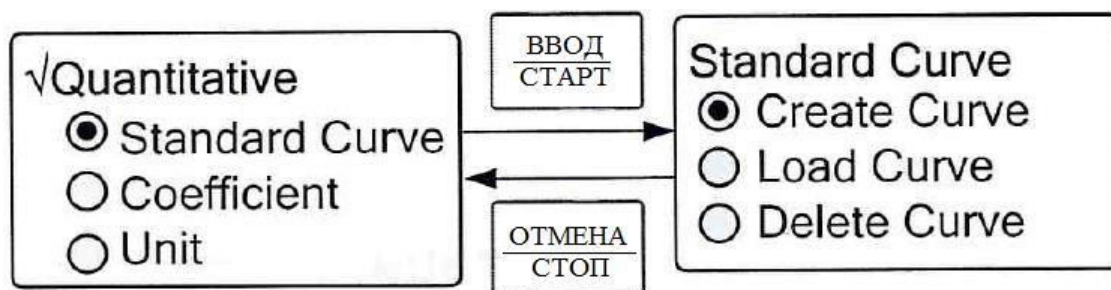 √Quantitative
Standard Curve
Coefficient
Unit
ВВОД
СТАРТ
ОТМЕНА
СТОП
Standard Curve
Create Curve
Load Curve
Delete Curve